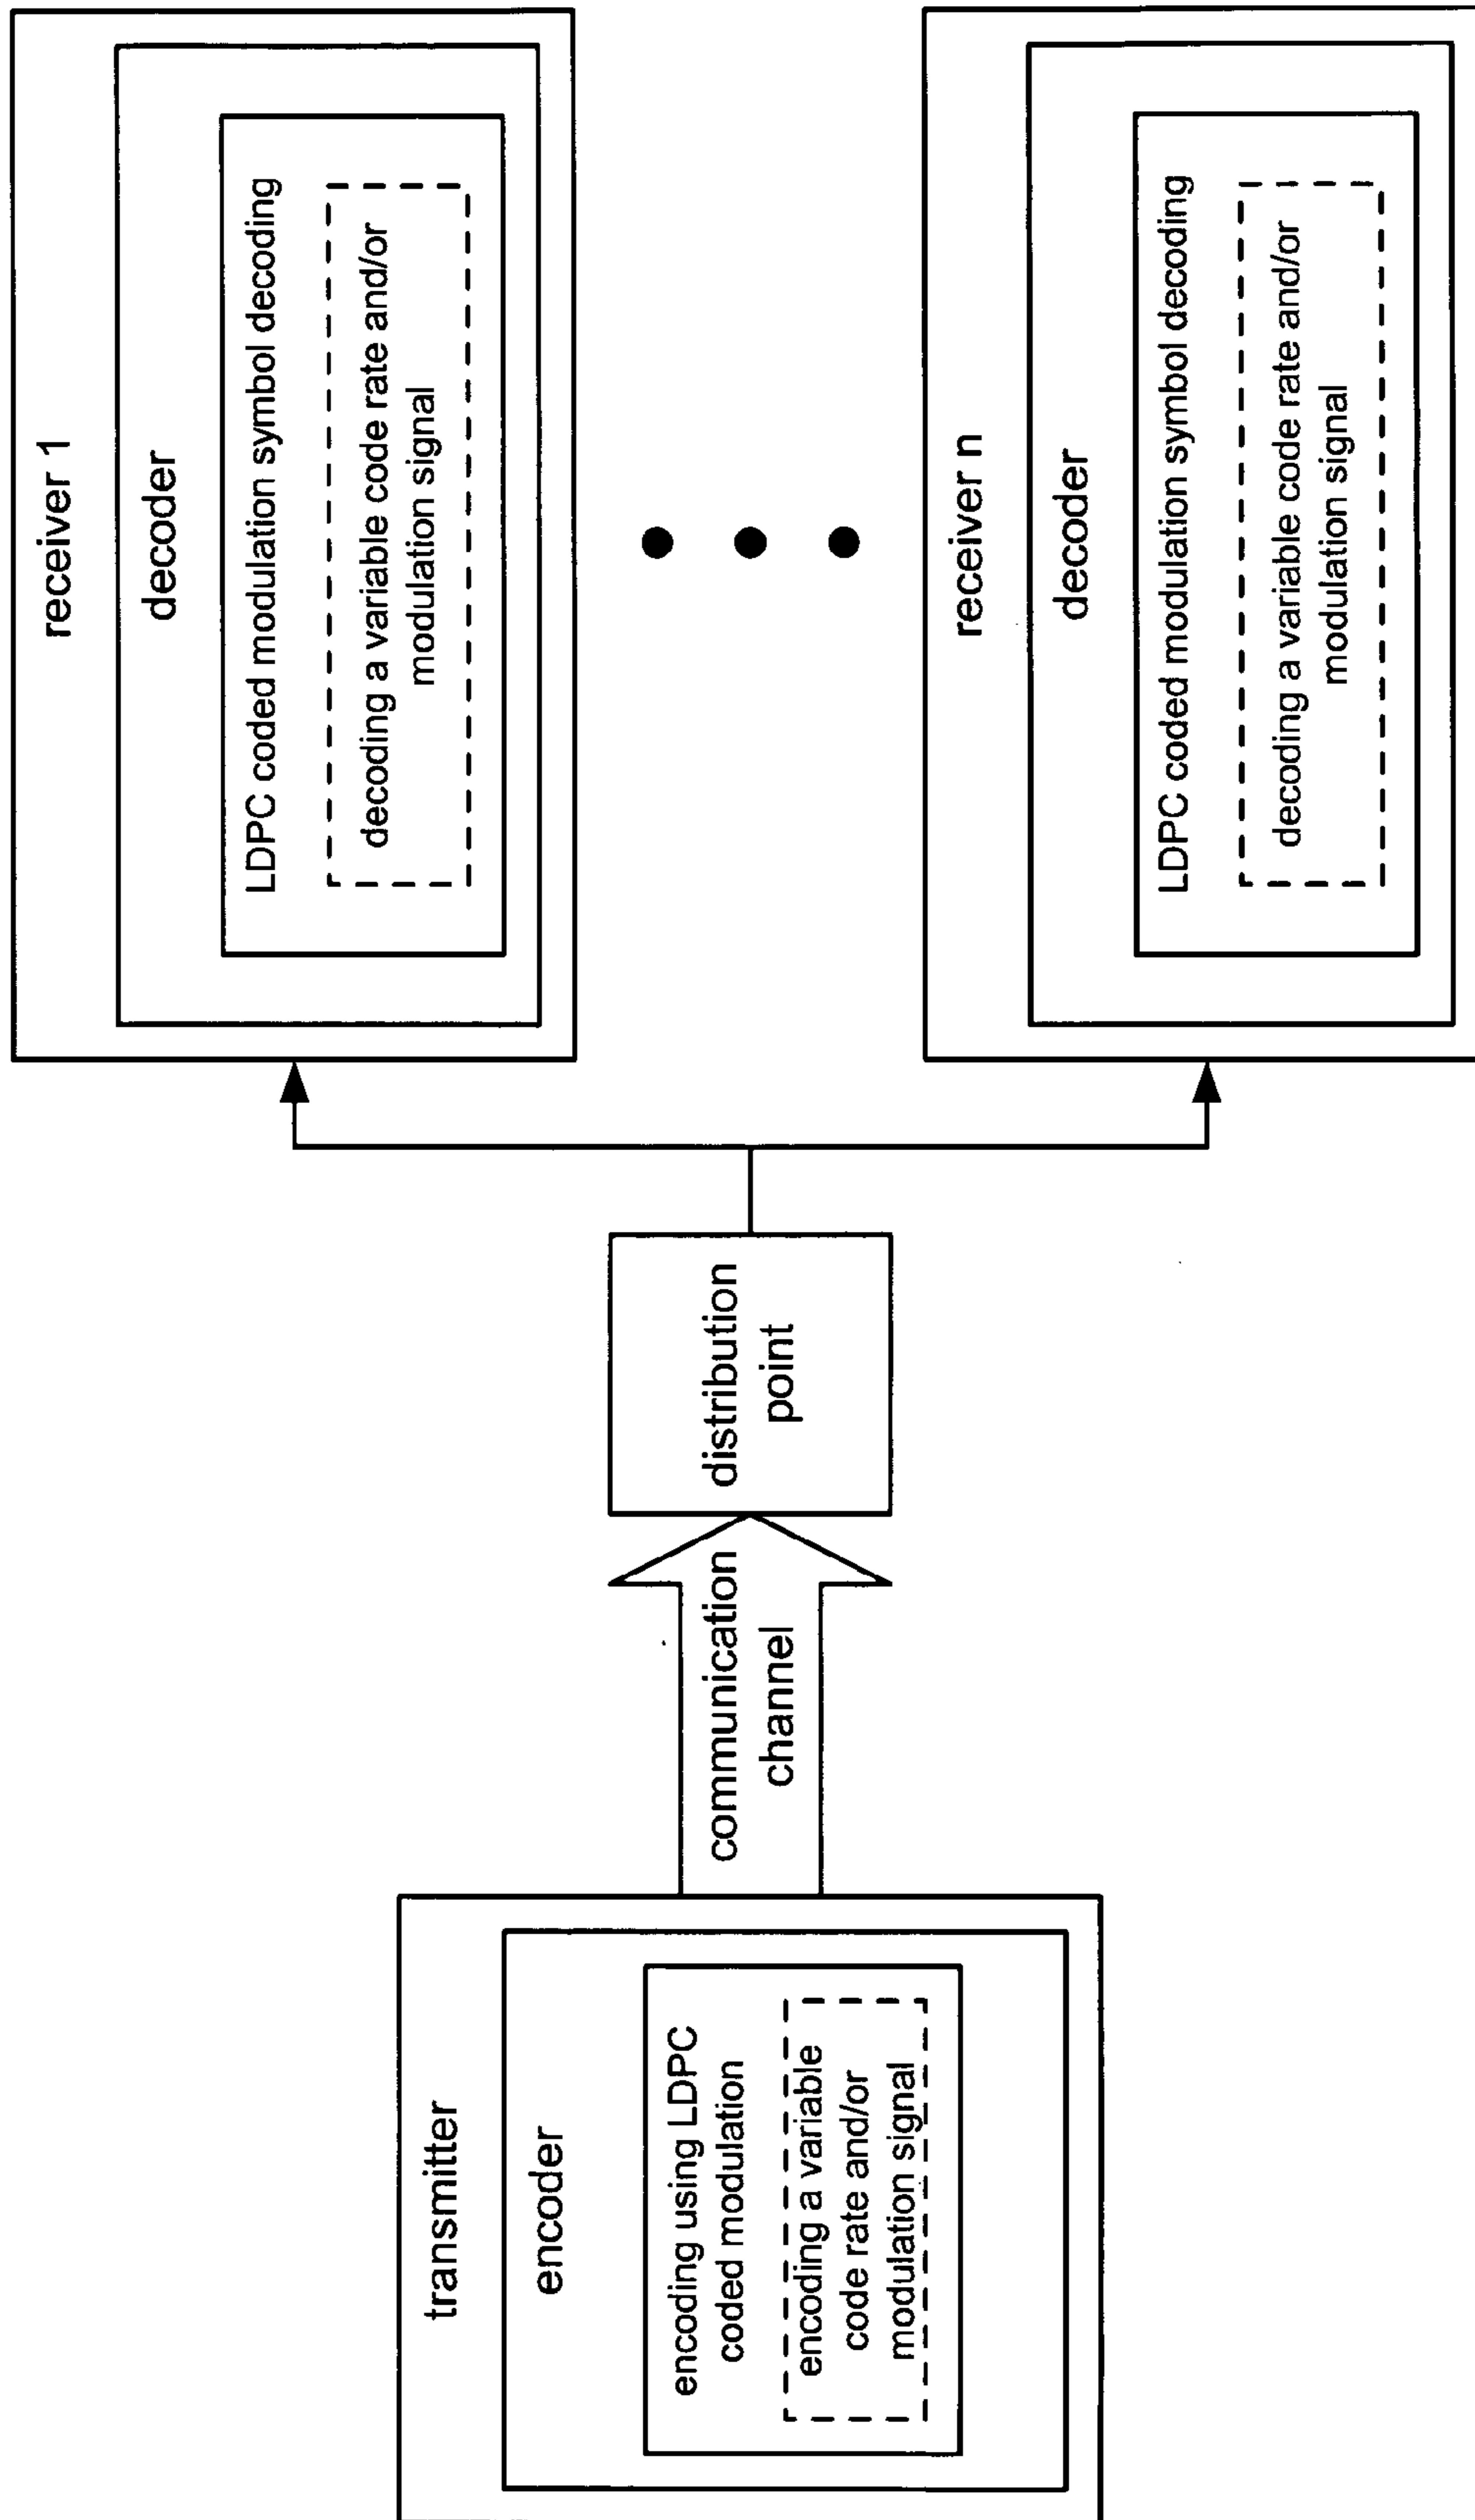 transmitter
encoder
encoding using LDPC
coded modulation
encoding a variable
code rate and/or
modulation signal
communication
channel
distribution
point
receiver 1
decoder
LDPC coded modulation symbol decoding
decoding a variable code rate and/or
modulation signal
receiver n
decoder
LDPC coded modulation symbol decoding
decoding a variable code rate and/or
modulation signal